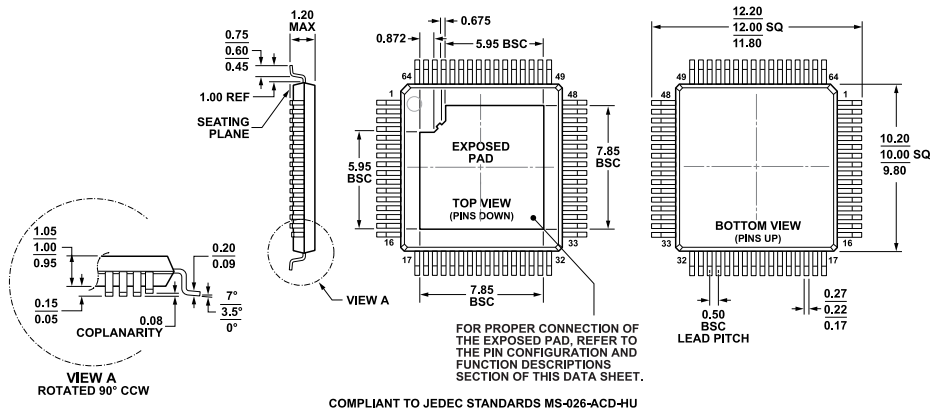 0.75
0.60
0.45
1.00 REF
SEATING
PLANE
1.20
MAX
0.872
0.675
5.95 BSC
64
49
1
48
5.95
BSC
EXPOSED
PAD
TOP VIEW
(PINS DOWN)
7.85
BSC
16
33
17
32
7.85
BSC
FOR PROPER CONNECTION OF
THE EXPOSED PAD, REFER TO
THE PIN CONFIGURATION AND
FUNCTION DESCRIPTIONS
SECTION OF THIS DATA SHEET.
12.20
12.00 SQ
11.80
49
64
48
1
10.20
10.00 SQ
9.80
BOTTOM VIEW
(PINS UP)
33
16
32
17
0.50
BSC
LEAD PITCH
0.27
0.22
0.17
1.05
1.00
0.95
0.15
0.05
COPLANARITY
0.08
0.20
0.09
7°
3.5°
0°
VIEW A
VIEW A
ROTATED 90° CCW
COMPLIANT TO JEDEC STANDARDS MS-026-ACD-HU